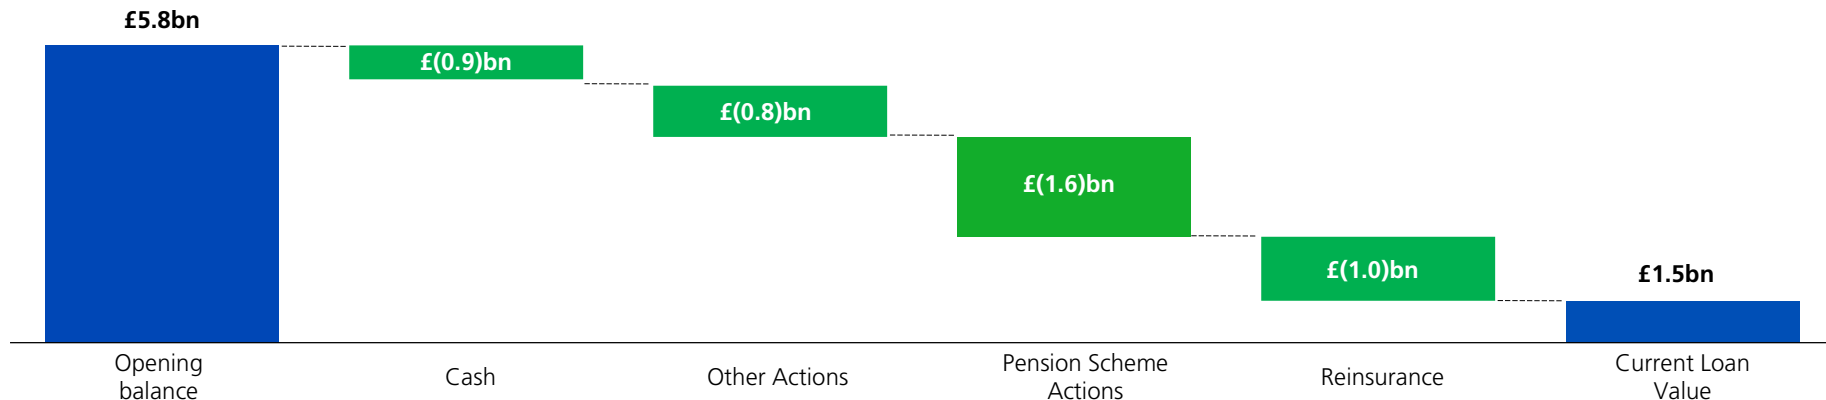 £5.8bn
£(0.9)bn
£(0.8)bn
£(1.6)bn
£(1.0)bn
£1.5bn
Opening
balance
Cash
Other Actions
Pension Scheme
Actions
Reinsurance
Current Loan
Value